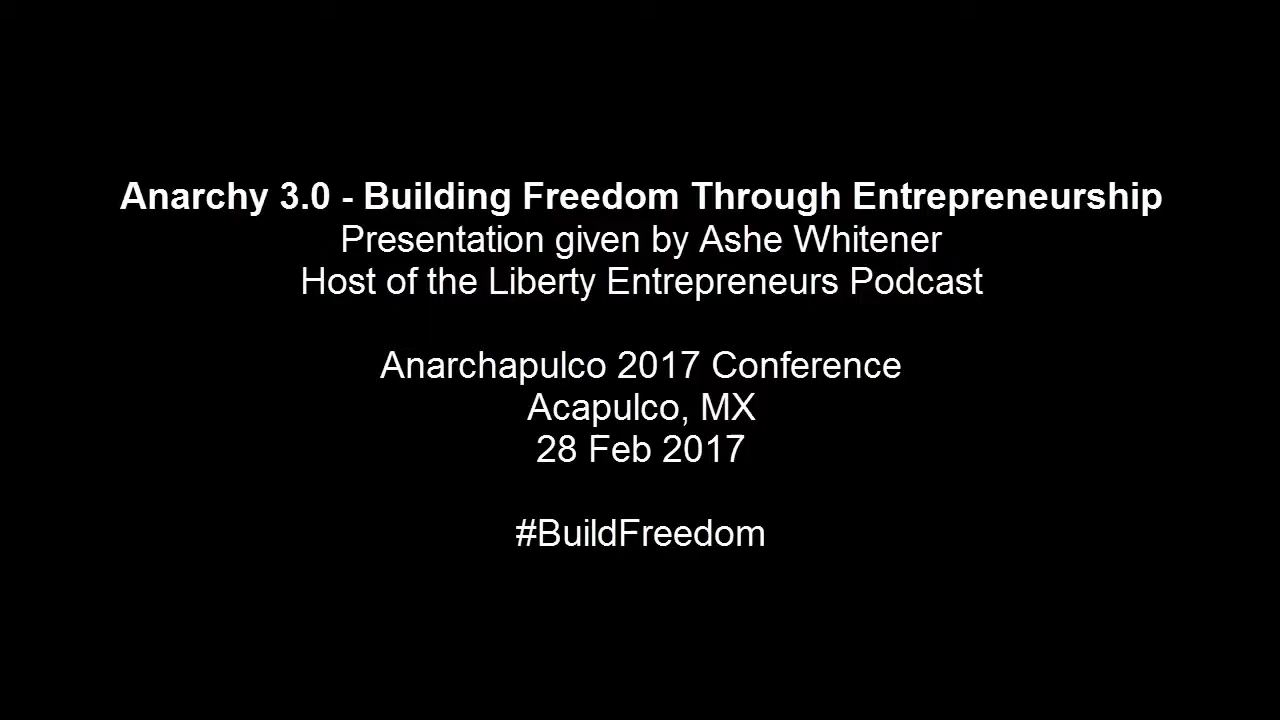 Anarchy 3.0 - Building Freedom Through Entrepreneurship
Presentation given by Ashe Whitener
Host of the Liberty Entrepreneurs Podcast
Anarchapulco 2017 Conference
Acapulco, MX
28 Feb 2017
#BuildFreedom